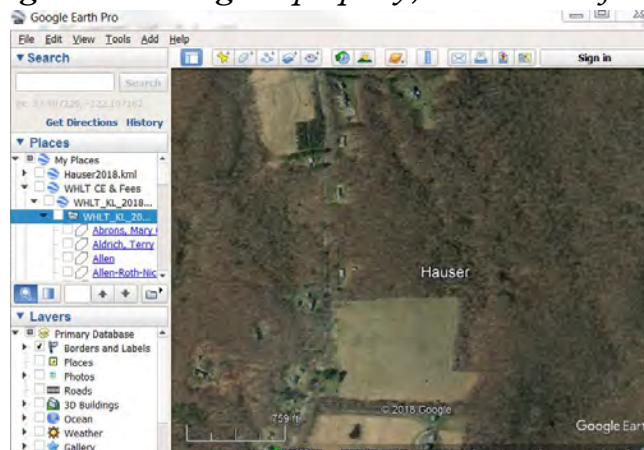 Google Earth Pro
File Edit View Tools Add Help
Search
Sign in
Search
Get Directions History
Places
My Places
Hauser2018.kml
WHLT CE & Fees
WHLT_KL_2018...
WHLT_KL_20...
Abrons, Mary
Aldrich, Terry
Allen
Allen-Roth-Nic
Layers
Primary Database
Borders and Labels
Places
Photos
Roads
3D Buildings
Ocean
Weather
Gallery
Hauser
759 ft
© 2018 Google
Google Eart